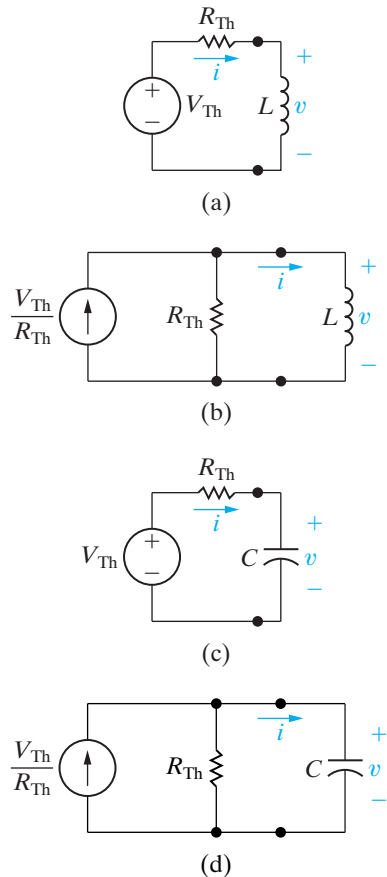 R_Th
+
i
+
−
V_Th
L
v
−
(a)
V_Th
R_Th
R_Th
i
+
L
v
−
(b)
R_Th
i
+
V_Th
+
−
C
v
−
(c)
V_Th
R_Th
R_Th
i
+
C
v
−
(d)